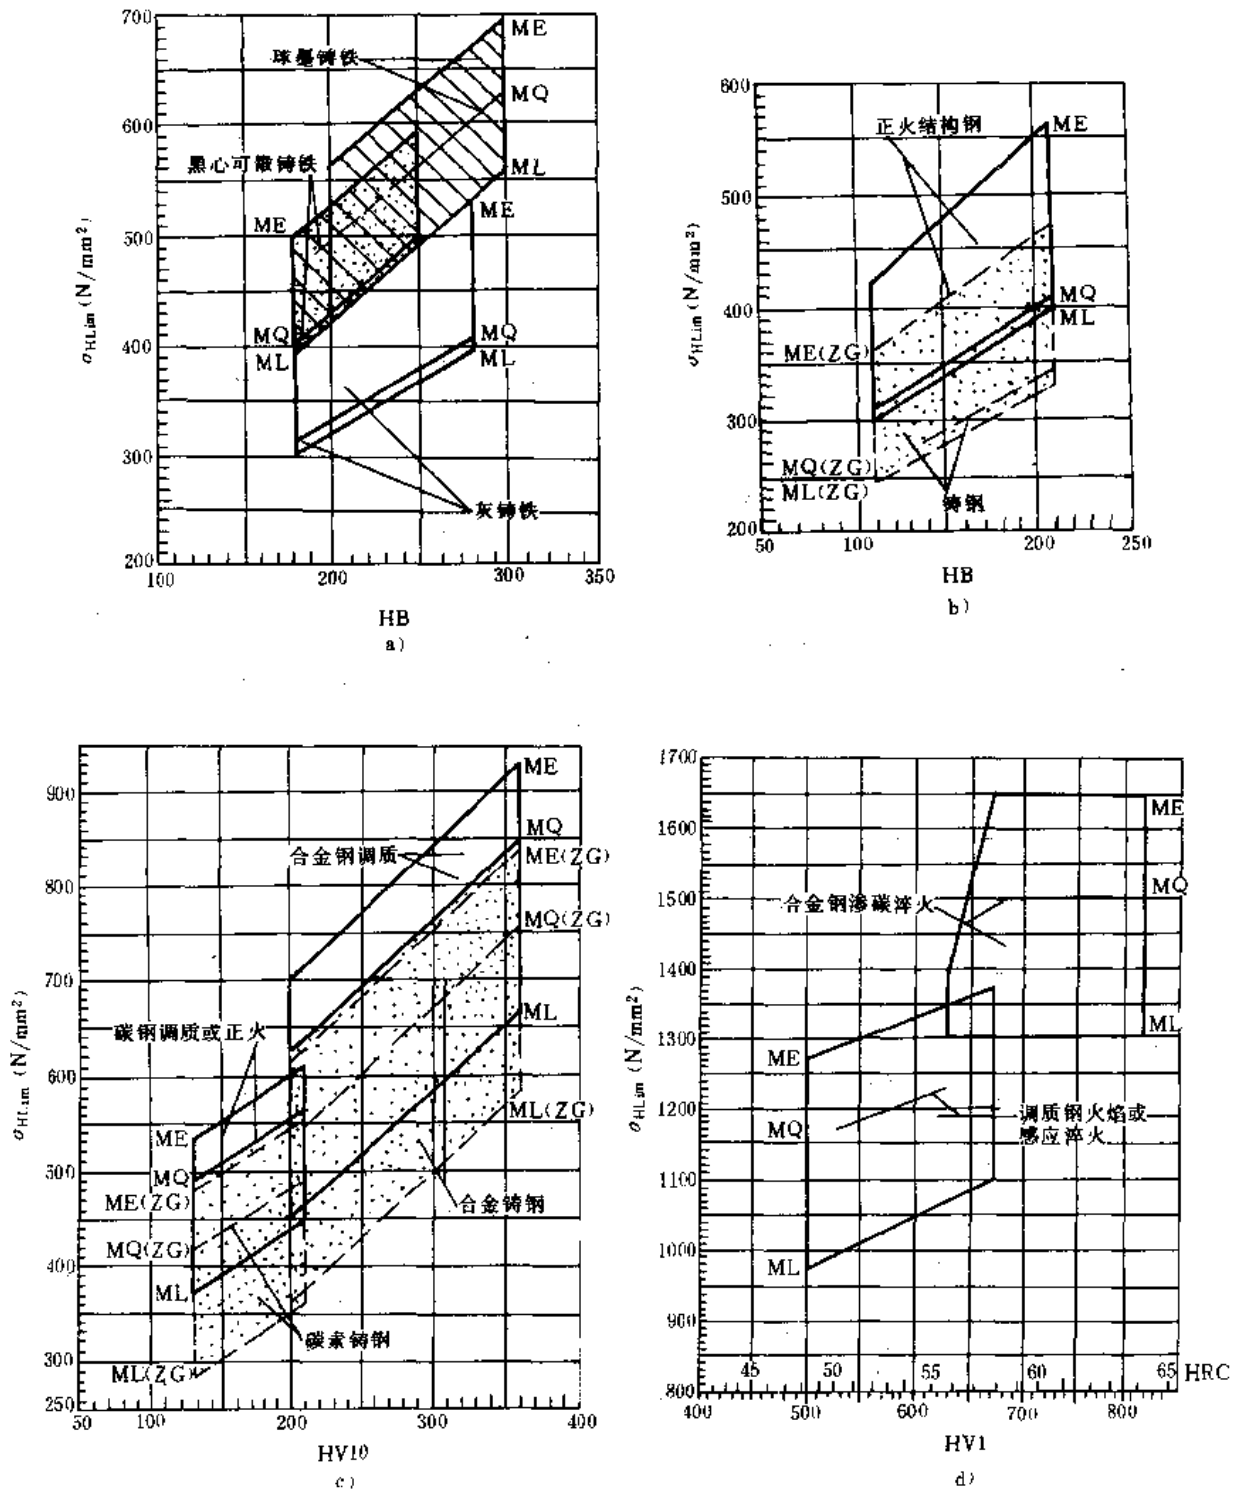 700
ME
球墨铸铁
MQ
600
黑心可锻铸铁
ML
ME
ME
500
σHLim (N/mm²)
MQ
MQ
400
ML
ML
300
灰铸铁
200
100
200
300
350
HB
a)
600
正火结构钢
ME
500
σHLim (N/mm²)
MQ
400
ML
ME(ZG)
300
MQ(ZG)
ML(ZG)
铸钢
200
50
100
200
250
HB
b)
ME
900
MQ
合金钢调质
ME(ZG)
800
MQ(ZG)
700
ML
碳钢调质或正火
σHLim (N/mm²)
600
ML(ZG)
ME
MQ
500
ME(ZG)
合金铸钢
MQ(ZG)
400
ML
碳素铸钢
300
ML(ZG)
250
50
100
200
300
400
HV10
c)
1700
ME
1600
MQ
1500
合金钢渗碳淬火
1400
ML
1300
σHLim (N/mm²)
ME
1200
调质钢火焰或
感应淬火
MQ
1100
1000
ML
900
45
50
55
60
65
HRC
800
400
500
600
700
800
HV1
d)